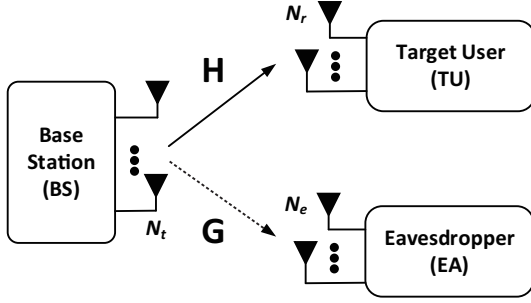 Base
Station
(BS)
N_t
H
G
N_r
Target User
(TU)
N_e
Eavesdropper
(EA)